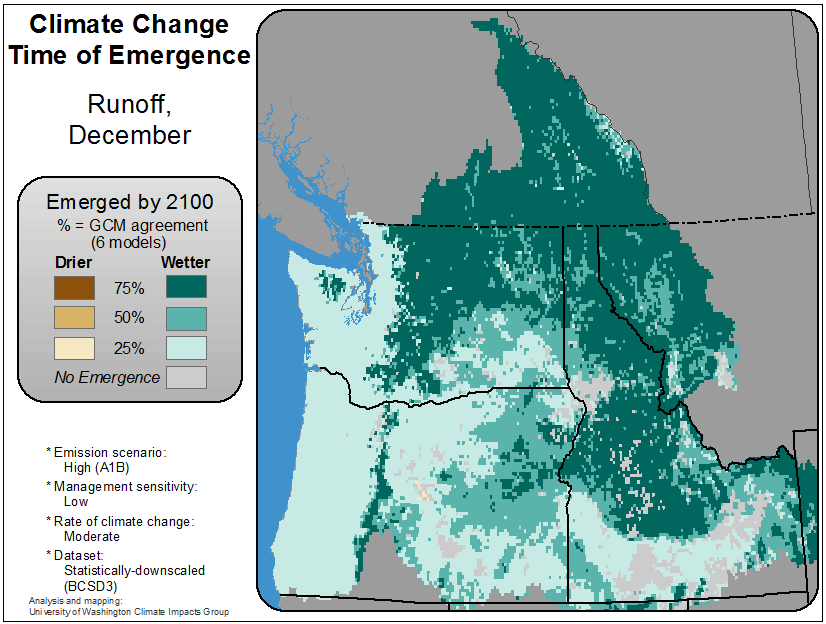 Climate Change
Time of Emergence
Runoff,
December
Emerged by 2100
% = GCM agreement
(6 models)
Drier Wetter
75%
50%
25%
No Emergence
* Emission scenario:
High (A1B)
* Management sensitivity:
Low
* Rate of climate change:
Moderate
* Dataset:
Statistically-downscaled
(BCSD3)
Analysis and mapping:
University of Washington Climate Impacts Group